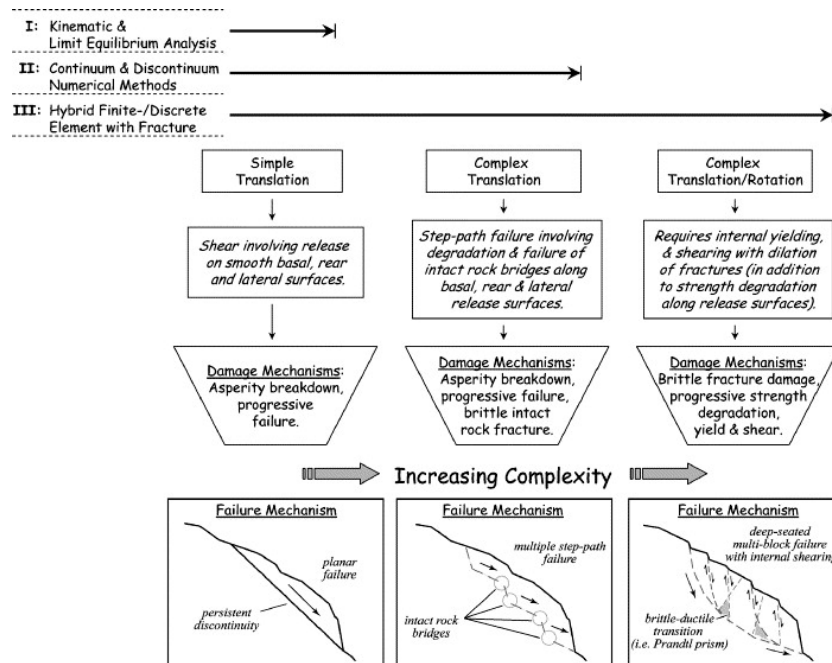 I: Kinematic &
Limit Equilibrium Analysis
II: Continuum & Discontinuum
Numerical Methods
III: Hybrid Finite-/Discrete
Element with Fracture
Simple
Translation
Shear involving release
on smooth basal, rear
and lateral surfaces.
Damage Mechanisms:
Asperity breakdown,
progressive
failure.
Complex
Translation
Step-path failure involving
degradation & failure of
intact rock bridges along
basal, rear & lateral
release surfaces.
Damage Mechanisms:
Asperity breakdown,
progressive failure,
brittle intact
rock fracture.
Complex
Translation/Rotation
Requires internal yielding,
& shearing with dilation
of fractures (in addition
to strength degradation
along release surfaces).
Damage Mechanisms:
Brittle fracture damage,
progressive strength
degradation,
yield & shear.
Increasing Complexity
Failure Mechanism
planar
failure
persistent
discontinuity
Failure Mechanism
multiple step-path
failure
intact rock
bridges
Failure Mechanism
deep-seated
multi-block failure
with internal shearing
brittle-ductile
transition
(i.e. Prandtl prism)